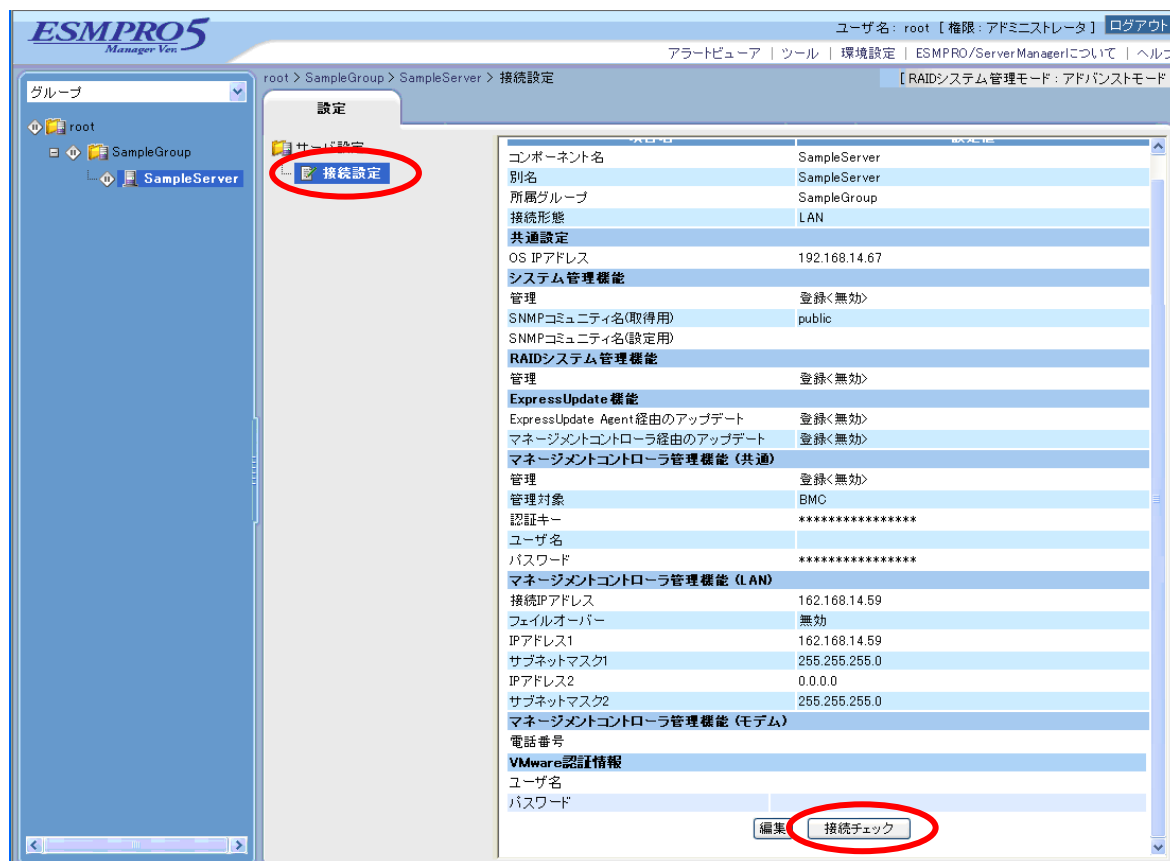 ESMPRO5
Manager Ver.
ユーザ名: root [ 権限 : アドミニストレータ ] ログアウト
アラートビューア | ツール | 環境設定 | ESMPRO/ServerManagerについて | ヘルプ
グループ
root > SampleGroup > SampleServer > 接続設定
[ RAIDシステム管理モード : アドバンストモード
設定
root
SampleGroup
SampleServer
サーバ設定
接続設定
項目名 設定値
コンポーネント名 SampleServer
別名 SampleServer
所属グループ SampleGroup
接続形態 LAN
共通設定
OS IPアドレス 192.168.14.67
システム管理機能
管理 登録<無効>
SNMPコミュニティ名(取得用) public
SNMPコミュニティ名(設定用)
RAIDシステム管理機能
管理 登録<無効>
ExpressUpdate機能
ExpressUpdate Agent経由のアップデート 登録<無効>
マネージメントコントローラ経由のアップデート 登録<無効>
マネージメントコントローラ管理機能 (共通)
管理 登録<無効>
管理対象 BMC
認証キー ****************
ユーザ名
パスワード ****************
マネージメントコントローラ管理機能 (LAN)
接続IPアドレス 162.168.14.59
フェイルオーバー 無効
IPアドレス1 162.168.14.59
サブネットマスク1 255.255.255.0
IPアドレス2 0.0.0.0
サブネットマスク2 255.255.255.0
マネージメントコントローラ管理機能 (モデム)
電話番号
VMware認証情報
ユーザ名
パスワード
編集 接続チェック